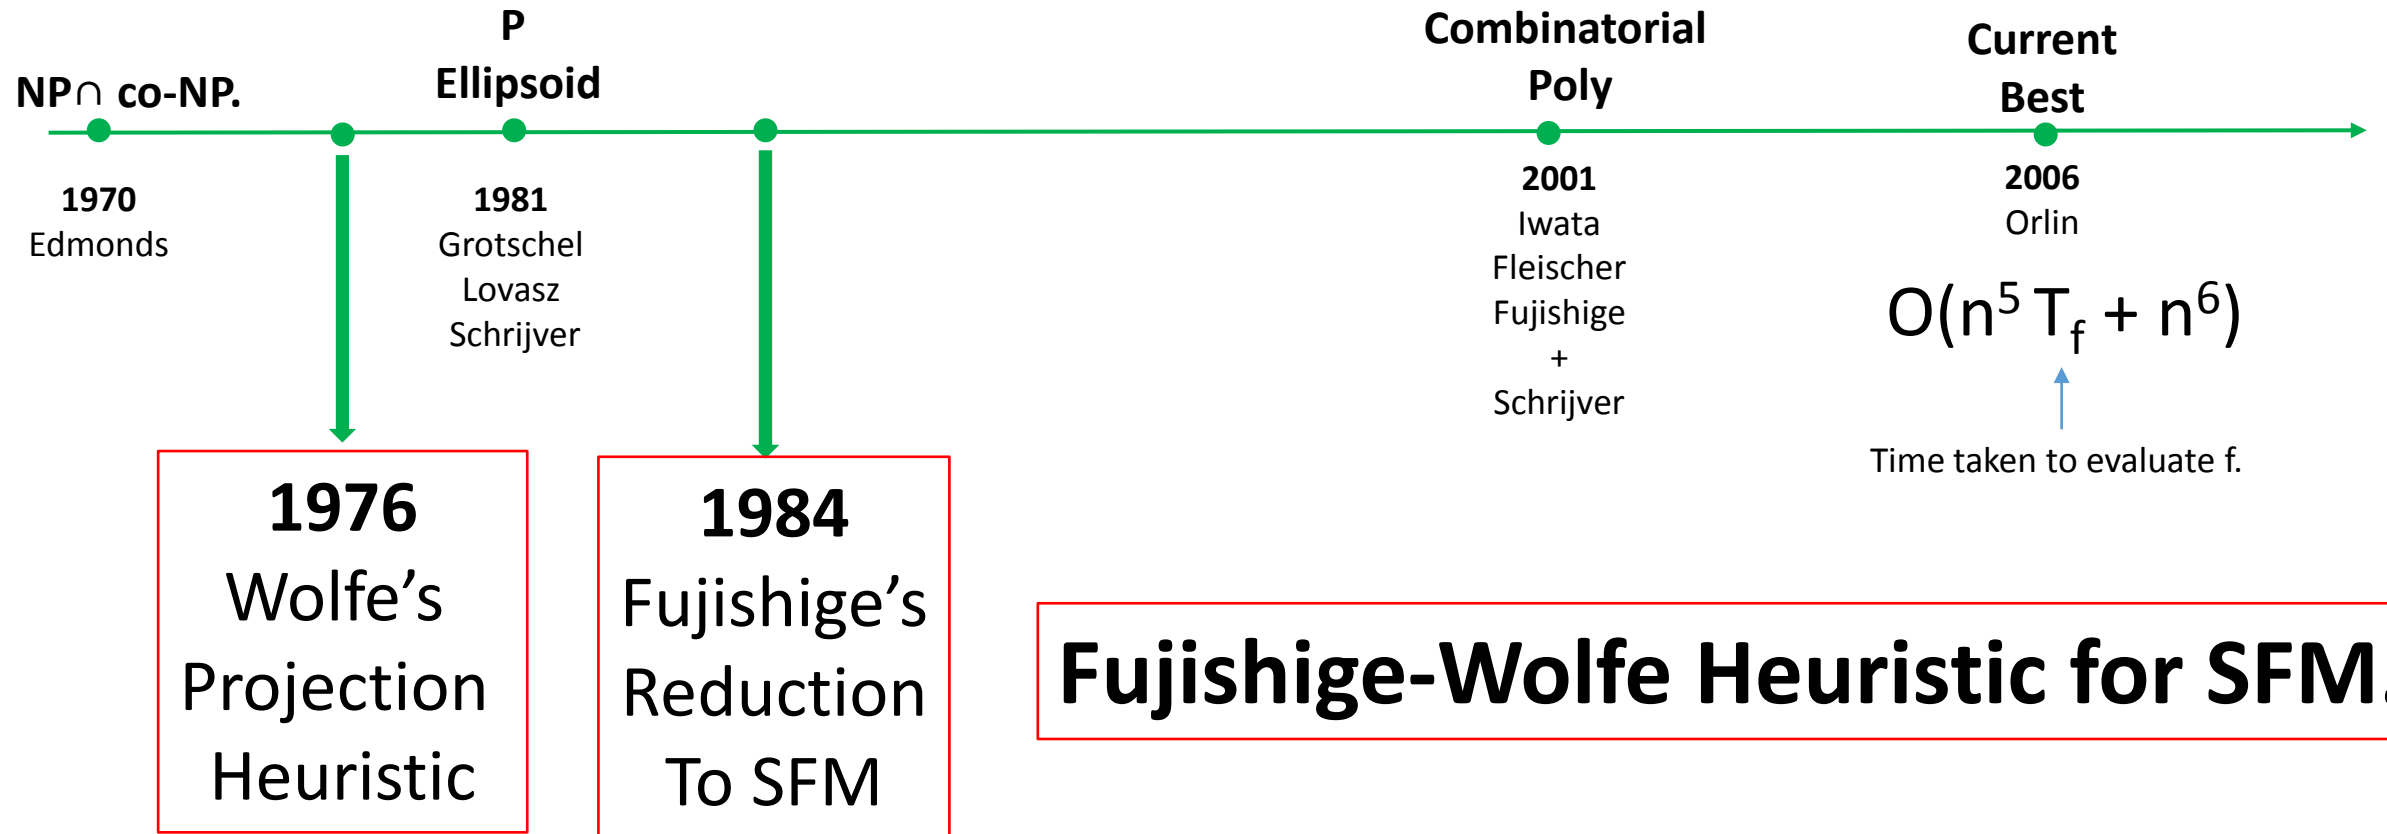 NP∩ co-NP.
1970
Edmonds
P
Ellipsoid
1981
Grotschel
Lovasz
Schrijver
Combinatorial
Poly
2001
Iwata
Fleischer
Fujishige
+
Schrijver
Current
Best
2006
Orlin
O(n⁵ T_f + n⁶)
Time taken to evaluate f.
1976
Wolfe’s
Projection
Heuristic
1984
Fujishige’s
Reduction
To SFM
Fujishige-Wolfe Heuristic for SFM.